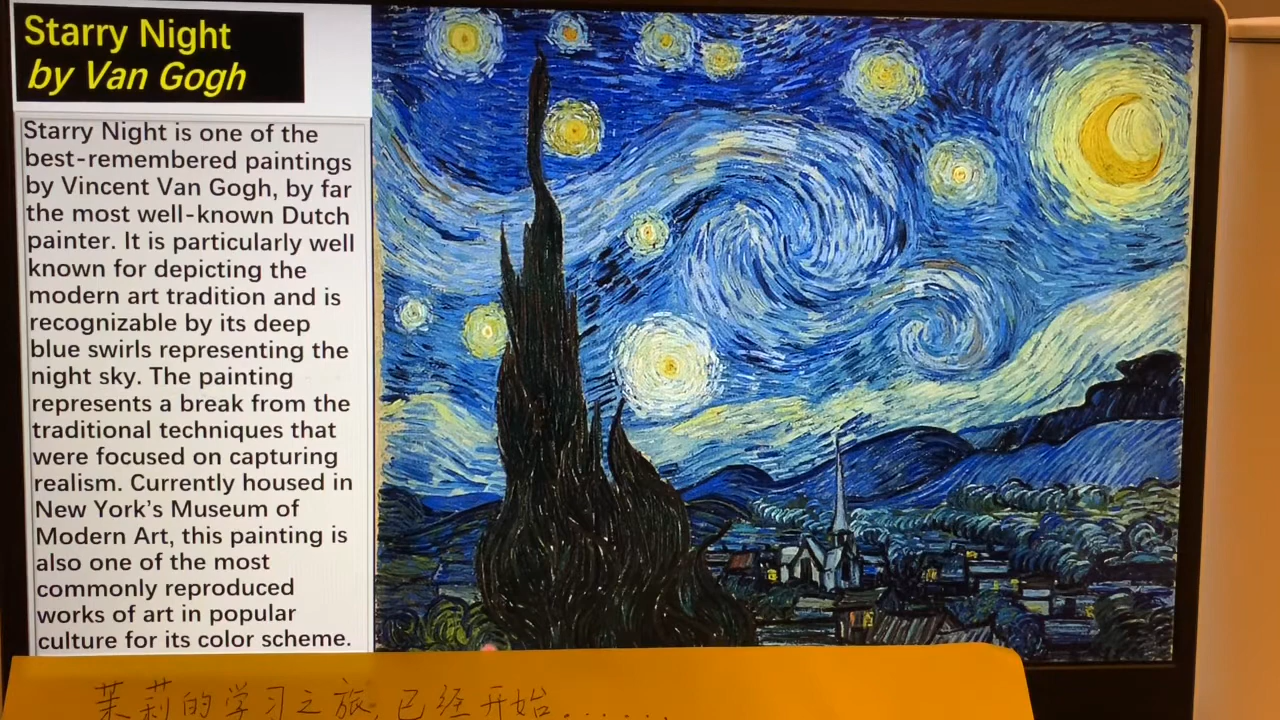 Starry Night
by Van Gogh
Starry Night is one of the
best-remembered paintings
by Vincent Van Gogh, by far
the most well-known Dutch
painter. It is particularly well
known for depicting the
modern art tradition and is
recognizable by its deep
blue swirls representing the
night sky. The painting
represents a break from the
traditional techniques that
were focused on capturing
realism. Currently housed in
New York's Museum of
Modern Art, this painting is
also one of the most
commonly reproduced
works of art in popular
culture for its color scheme.
茉莉的学习之旅,已经开始......